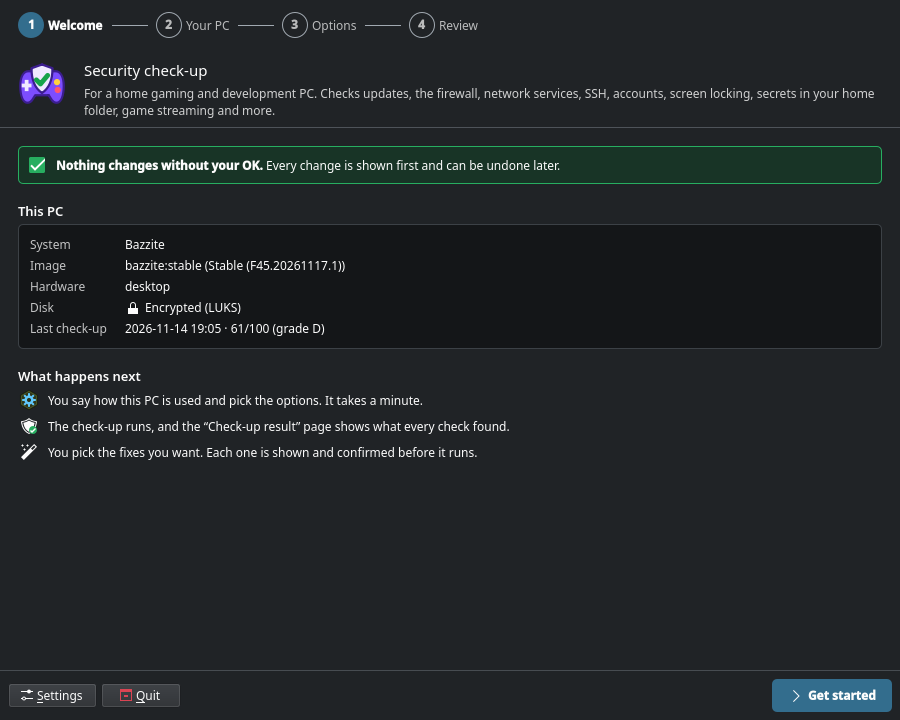 1 Welcome 2 Your PC 3 Options 4 Review
Security check-up
For a home gaming and development PC. Checks updates, the firewall, network services, SSH, accounts, screen locking, secrets in your home
folder, game streaming and more.
Nothing changes without your OK. Every change is shown first and can be undone later.
This PC
System Bazzite
Image bazzite:stable (Stable (F45.20261117.1))
Hardware desktop
Disk Encrypted (LUKS)
Last check-up 2026-11-14 19:05 · 61/100 (grade D)
What happens next
You say how this PC is used and pick the options. It takes a minute.
The check-up runs, and the “Check-up result” page shows what every check found.
You pick the fixes you want. Each one is shown and confirmed before it runs.
Settings Quit Get started